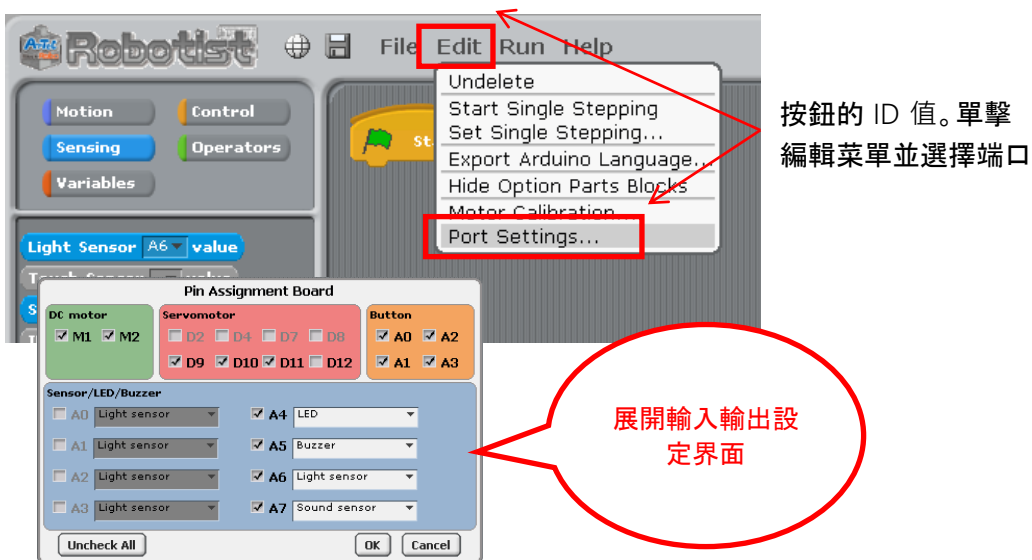 Artec Robotist File Edit Run Help
Undelete
Start Single Stepping
Set Single Stepping...
Export Arduino Language...
Hide Option Parts Blocks
Motor Calibration...
Port Settings...
Motion Control
Sensing Operators
Variables
Light Sensor A6 value
按鈕的 ID 值。單擊
編輯菜單並選擇端口
Pin Assignment Board
DC motor Servomotor Button
M1 M2 D2 D4 D7 D8 A0 A2
D9 D10 D11 D12 A1 A3
Sensor/LED/Buzzer
A0 Light sensor A4 LED
A1 Light sensor A5 Buzzer
A2 Light sensor A6 Light sensor
A3 Light sensor A7 Sound sensor
Uncheck All OK Cancel
展開輸入輸出設
定界面